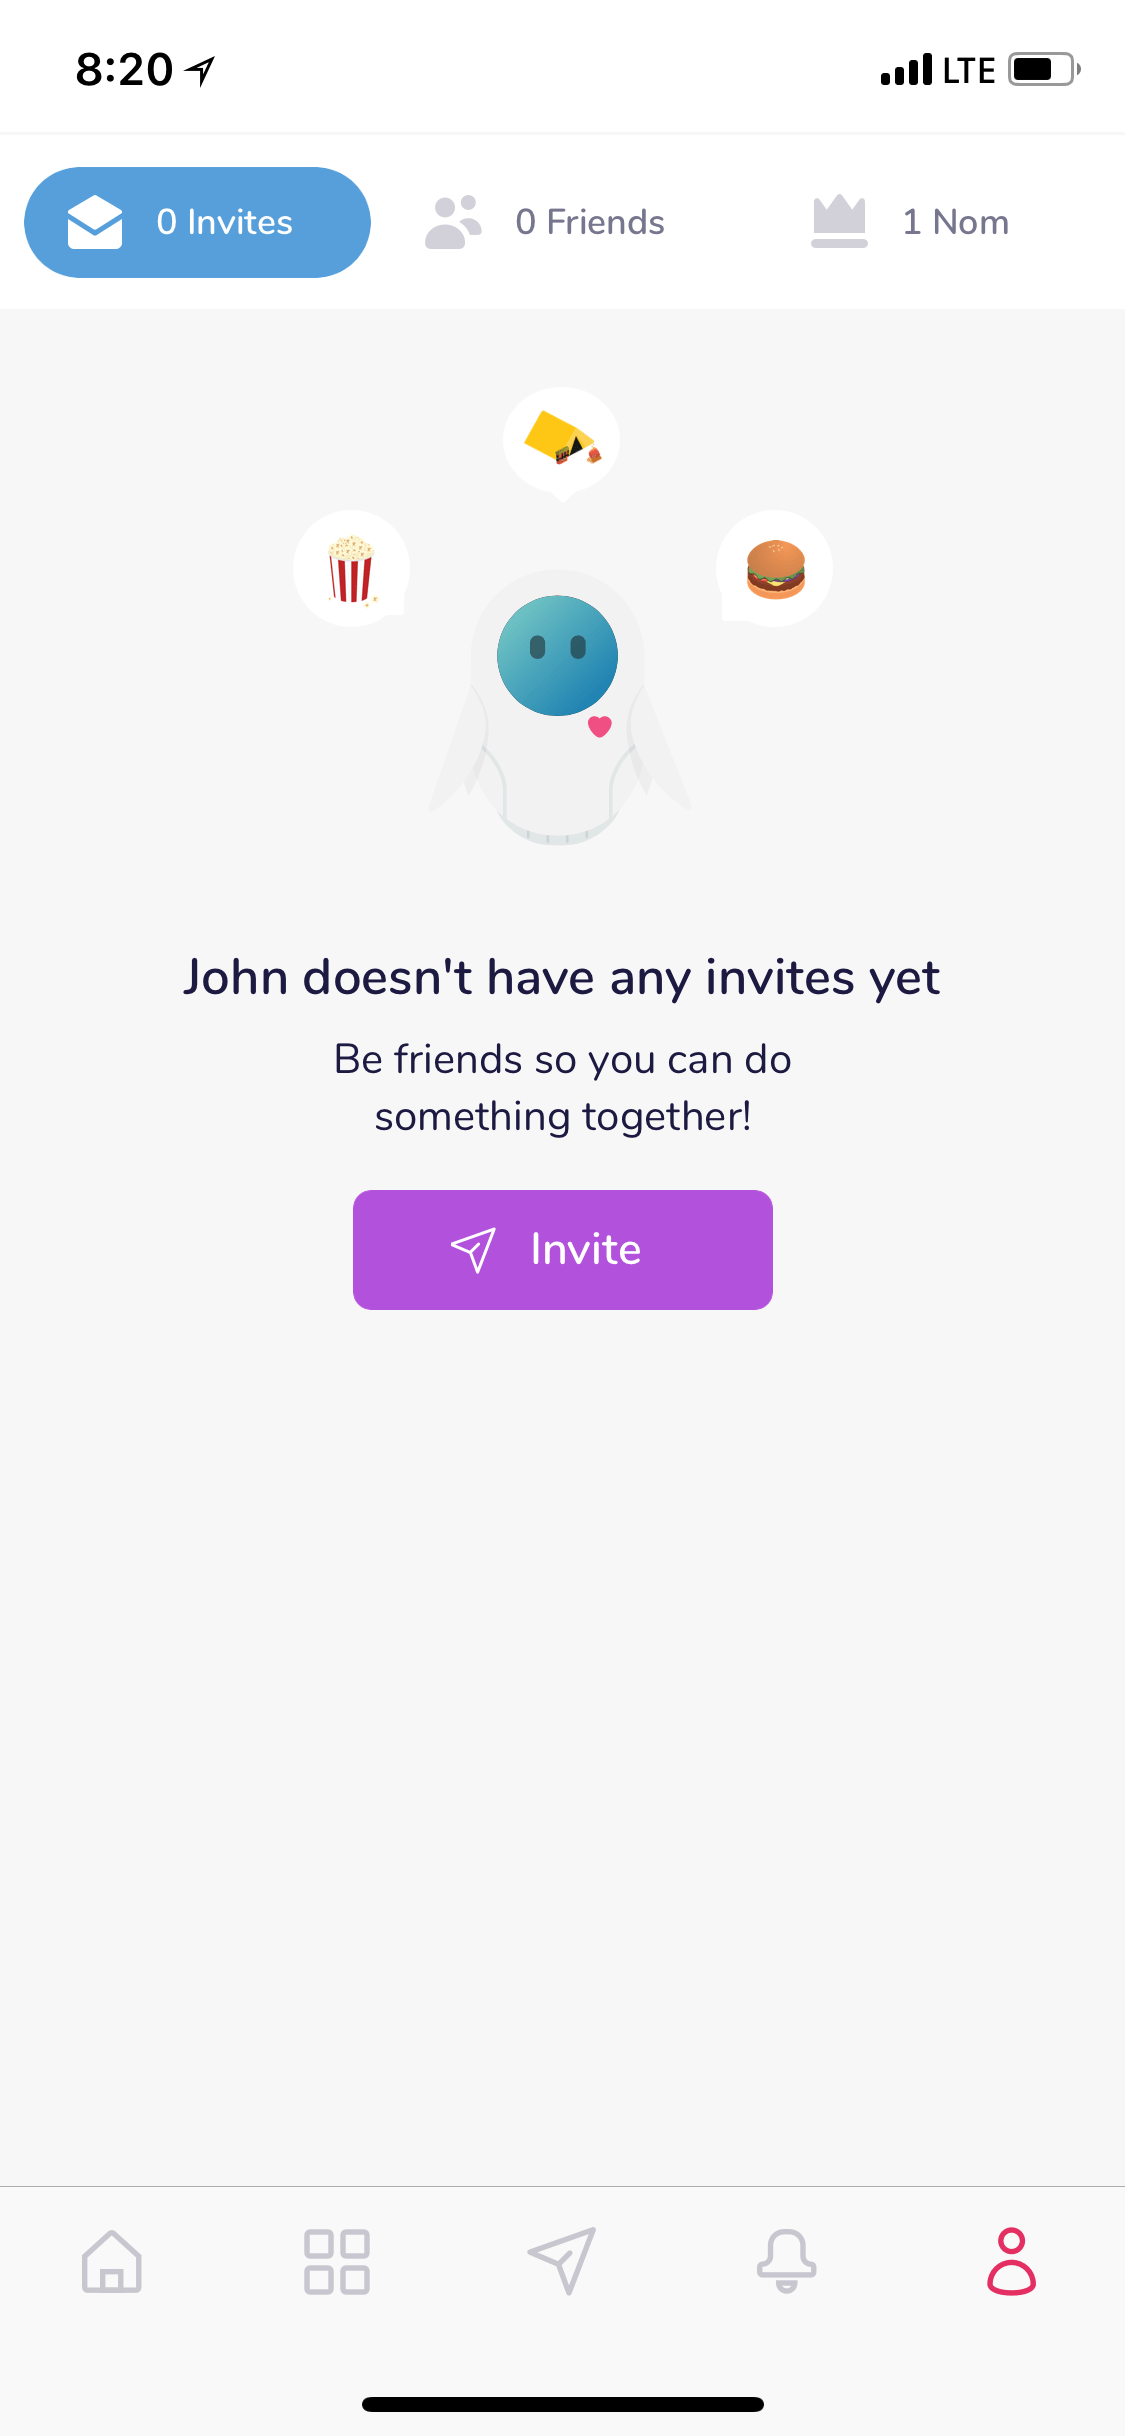 8:20
LTE
0 Invites
0 Friends
1 Nom
John doesn't have any invites yet
Be friends so you can do
something together!
Invite